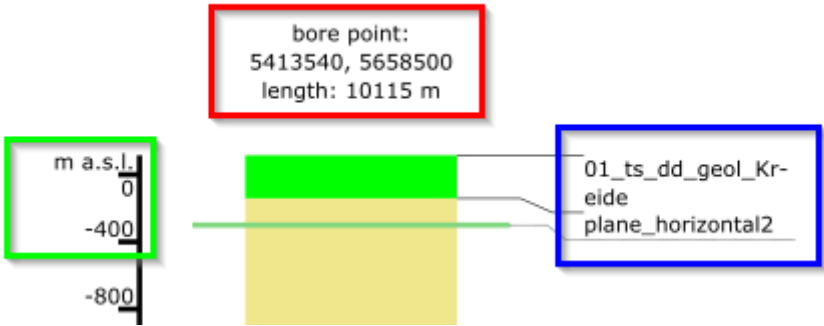 bore point:
5413540, 5658500
length: 10115 m
m a.s.l.
0
-400
-800
01_ts_dd_geol_Kr-
eide
plane_horizontal2